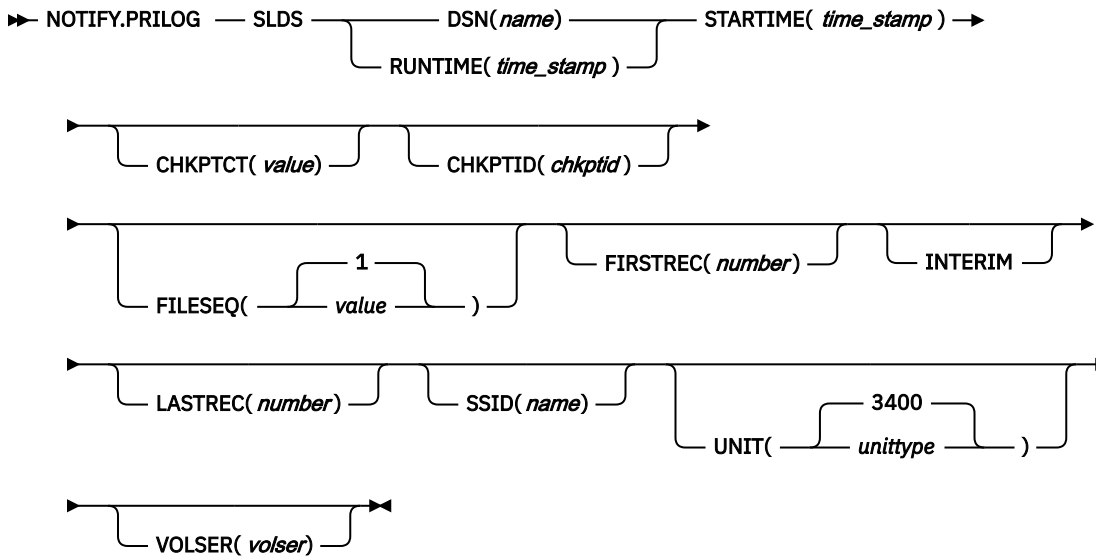 NOTIFY.PRILOG SLDS DSN( name) STARTIME( time_stamp )
RUNTIME( time_stamp )
CHKPTCT( value) CHKPTID( chkptid )
FILESEQ( 1 value )
FIRSTREC( number)
INTERIM
LASTREC( number) SSID( name)
UNIT( 3400 unittype )
VOLSER( volser)